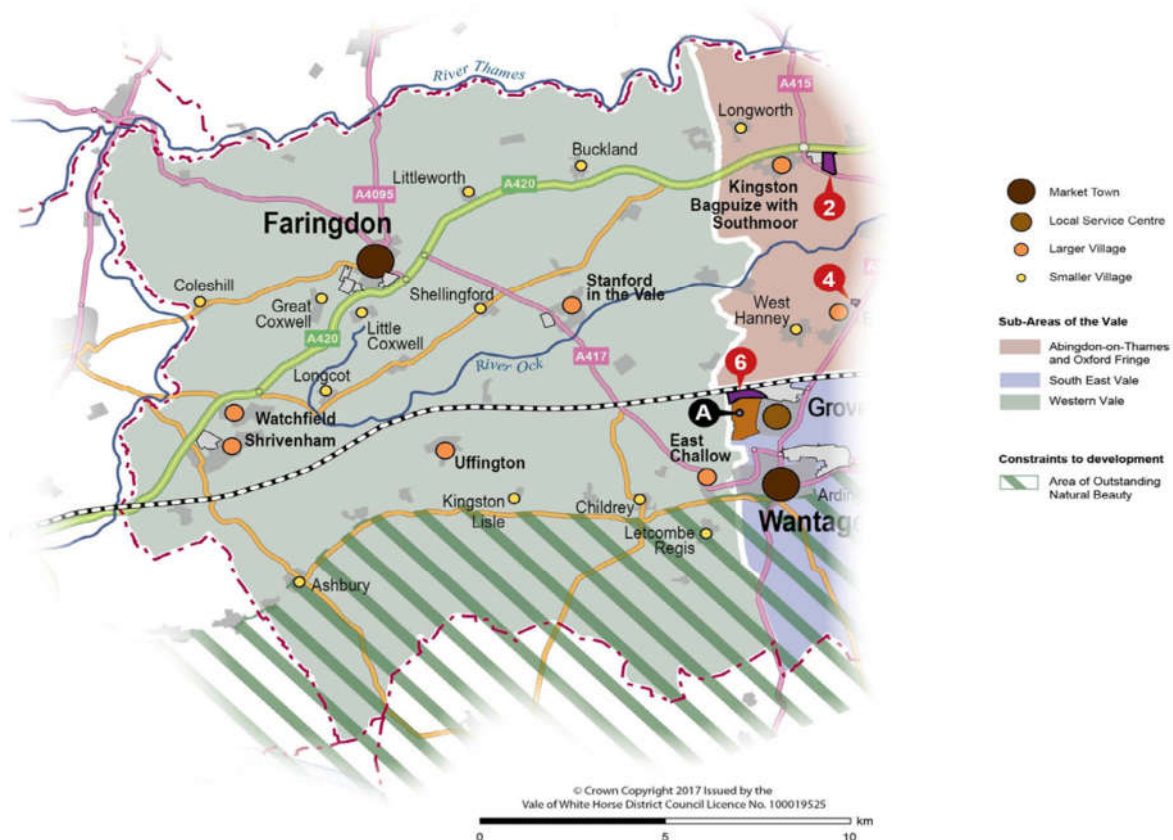 River Thames
A415
Longworth
Buckland
Littleworth
A420
A4095
Kingston
Bagpuize with
Southmoor
2
Faringdon
Coleshill
Great
Coxwell
Shellingford
Stanford
in the Vale
4
West
Hanney
Little
Coxwell
A420
A417
River Ock
6
Longcot
A
Grove
Watchfield
Shrivenham
East
Challow
Uffington
Kingston
Lisle
Childrey
Wantage
Letcombe
Regis
Ashbury
Market Town
Local Service Centre
Larger Village
Smaller Village
Sub-Areas of the Vale
Abingdon-on-Thames
and Oxford Fringe
South East Vale
Western Vale
Constraints to development
Area of Outstanding
Natural Beauty
© Crown Copyright 2017 Issued by the
Vale of White Horse District Council Licence No. 100019525
km
0 5 10